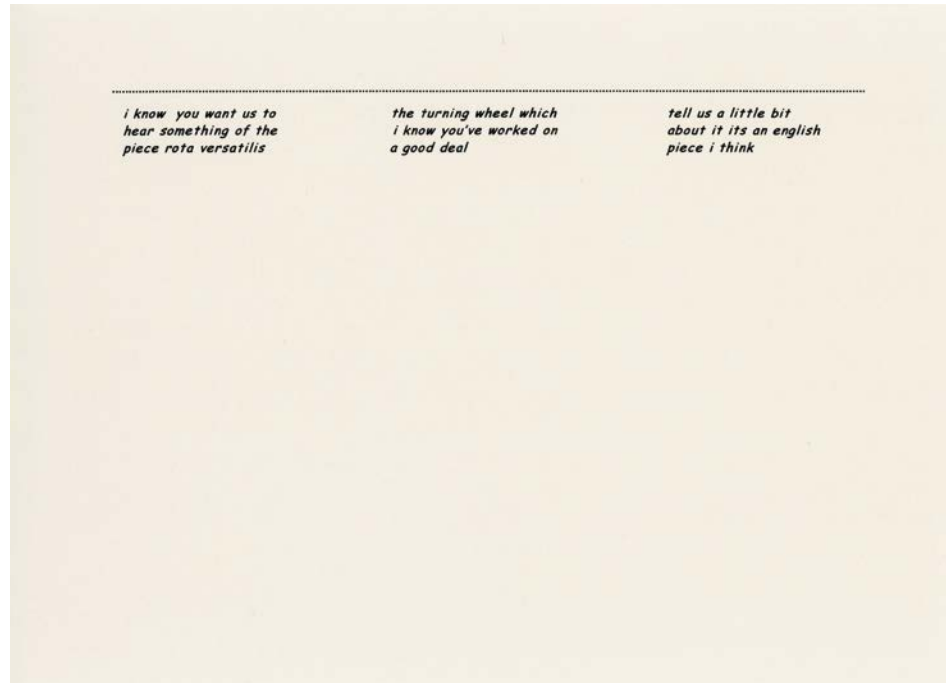 i know you want us to
hear something of the
piece rota versatilis
the turning wheel which
i know you've worked on
a good deal
tell us a little bit
about it its an english
piece i think